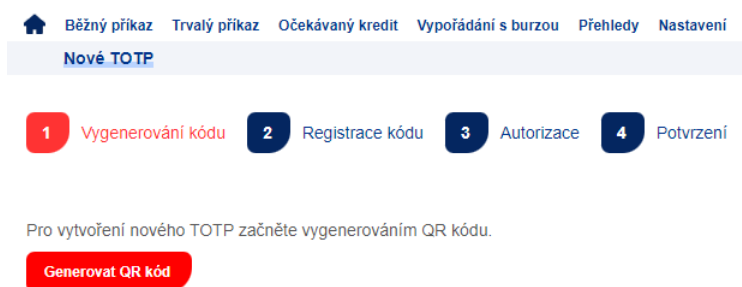 Běžný příkaz Trvalý příkaz Očekávaný kredit Vypořádání s burzou Přehledy Nastavení
Nové TOTP
1 Vygenerování kódu 2 Registrace kódu 3 Autorizace 4 Potvrzení
Pro vytvoření nového TOTP začněte vygenerováním QR kódu.
Generovat QR kód